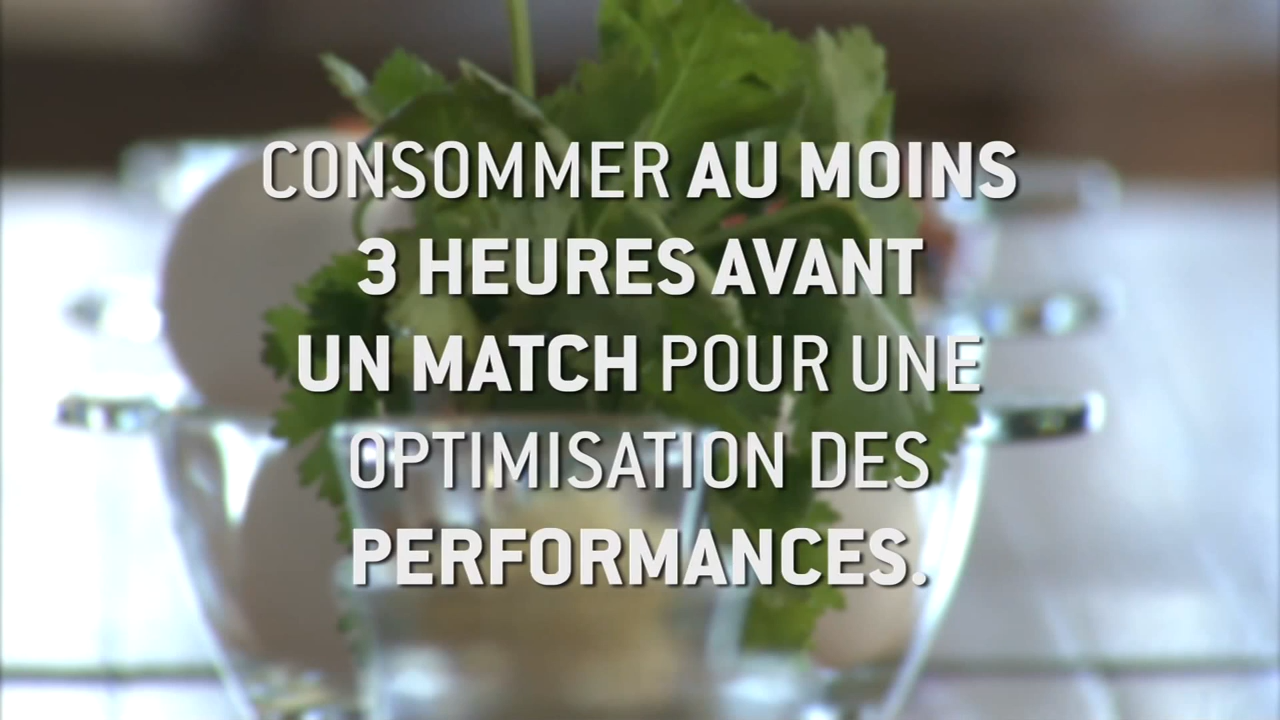 CONSOMMER AU MOINS
3 HEURES AVANT
UN MATCH POUR UNE
OPTIMISATION DES
PERFORMANCES.